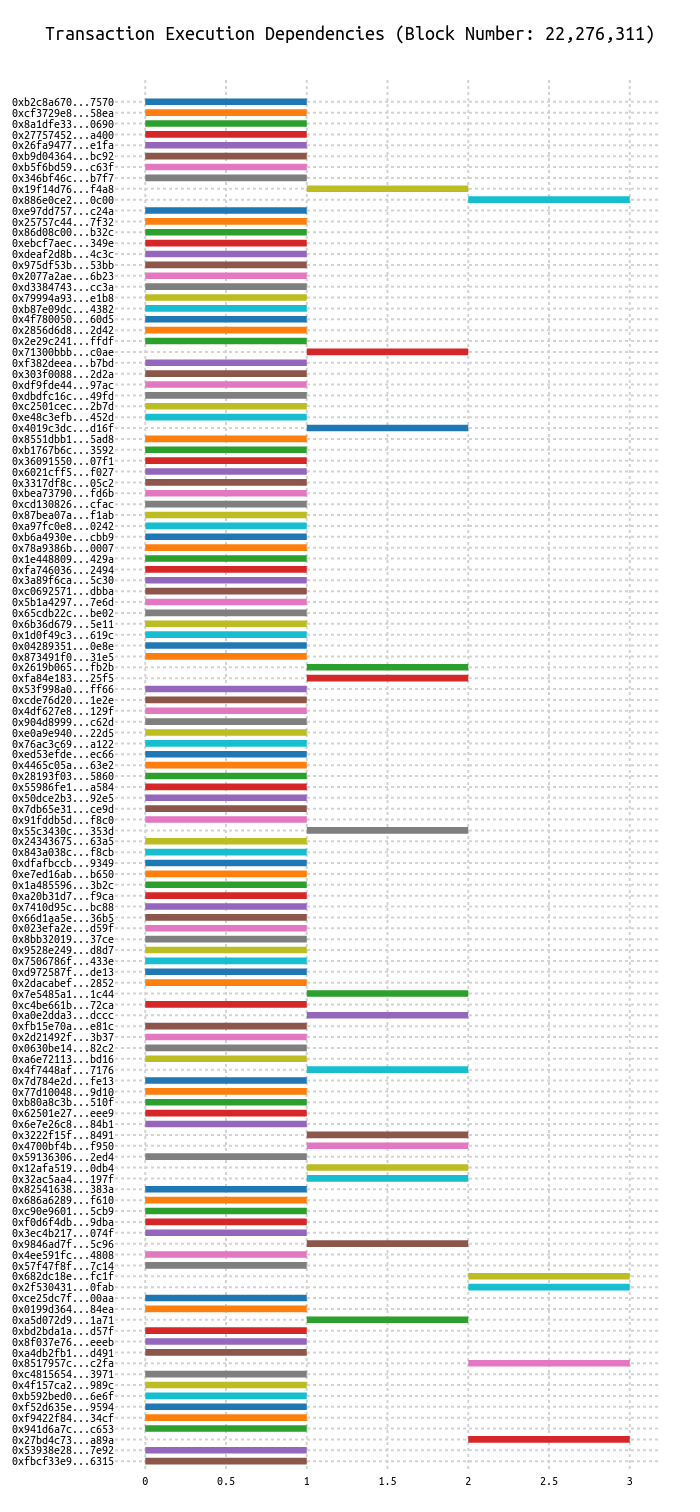 Transaction Execution Dependencies (Block Number: 22,276,311)
0xb2c8a670...7570
0xcf3729e8...58ea
0x8a1dfe33...0690
0x27757452...a400
0x26fa9477...e1fa
0xb9d04364...bc92
0xb5f6bd59...c63f
0x346bf46c...b7f7
0x19f14d76...f4a8
0x886e0ce2...0c00
0xe97dd757...c24a
0x25757c44...7f32
0x86d08c00...b32c
0xebcf7aec...349e
0xdeaf2d8b...4c3c
0x975df53b...53bb
0x2077a2ae...6b23
0xd3384743...cc3a
0x79994a93...e1b8
0xb87e09dc...4382
0x4f780050...60d5
0x2856d6d8...2d42
0x2e29c241...ffdf
0x71300bbb...c0ae
0xf382deea...b7bd
0x303f0088...2d2a
0xdf9fde44...97ac
0xdbdfc16c...49fd
0xc2501cec...2b7d
0xe48c3efb...452d
0x4019c3dc...d16f
0x8551dbb1...5ad8
0xb1767b6c...3592
0x36091550...07f1
0x6021cff5...f027
0x3317df8c...05c2
0xbea73790...fd6b
0xcd130826...cfac
0x87bea07a...f1ab
0xa97fc0e8...0242
0xb6a4930e...cbb9
0x78a9386b...0007
0x1e448809...429a
0xfa746036...2494
0x3a89f6ca...5c30
0xc0692571...dbba
0x5b1a4297...7e6d
0x65cdb22c...be02
0x6b36d679...5e11
0x1d0f49c3...619c
0x04289351...0e8e
0x873491f0...31e5
0x2619b065...fb2b
0xfa84e183...25f5
0x53f998a0...ff66
0xcde76d20...1e2e
0x4df627e8...129f
0x904d8999...c62d
0xe0a9e940...22d5
0x76ac3c69...a122
0xed53efde...ec66
0x4465c05a...63e2
0x28193f03...5860
0x55986fe1...a584
0x50dce2b3...92e5
0x7db65e31...ce9d
0x91fddb5d...f8c0
0x55c3430c...353d
0x24343675...63a5
0x843a038c...f8cb
0xdfafbccb...9349
0xe7ed16ab...b650
0x1a485596...3b2c
0xa20b31d7...f9ca
0x7410d95c...bc88
0x66d1aa5e...36b5
0x023efa2e...d59f
0x8bb32019...37ce
0x9528e249...d8d7
0x7506786f...433e
0xd972587f...de13
0x2dacabef...2852
0x7e5485a1...1c44
0xc4be661b...72ca
0xa0e2dda3...dccc
0xfb15e70a...e81c
0x2d21492f...3b37
0x0630be14...82c2
0xa6e72113...bd16
0x4f7448af...7176
0x7d784e2d...fe13
0x77d10048...9d10
0xb80a8c3b...510f
0x62501e27...eee9
0x6e7e26c8...84b1
0x3222f15f...8491
0x4700bf4b...f950
0x59136306...2ed4
0x12afa519...0db4
0x32ac5aa4...197f
0x82541638...383a
0x686a6289...f610
0xc90e9601...5cb9
0xf0d6f4db...9dba
0x3ec4b217...074f
0x9846ad7f...5c96
0x4ee591fc...4808
0x57f47f8f...7c14
0x682dc18e...fc1f
0x2f530431...0fab
0xce25dc7f...00aa
0x0199d364...84ea
0xa5d072d9...1a71
0xbd2bda1a...d57f
0x8f037e76...eeeb
0xa4db2fb1...d491
0x8517957c...c2fa
0xc4815654...3971
0x4f157ca2...989c
0xb592bed0...6e6f
0xf52d635e...9594
0xf9422f84...34cf
0x941d6a7c...c653
0x27bd4c73...a89a
0x53938e28...7e92
0xfbcf33e9...6315
0 0.5 1 1.5 2 2.5 3